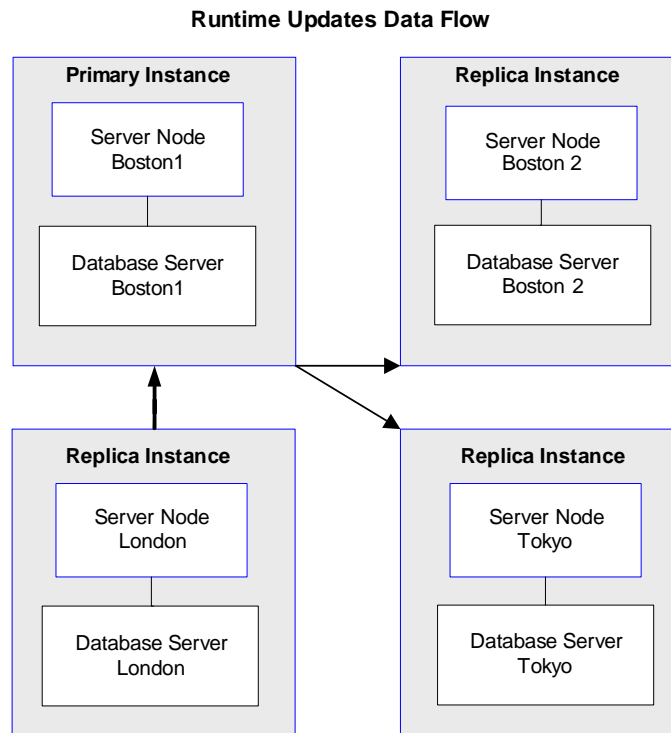 Runtime Updates Data Flow
Primary Instance
Server Node
Boston1
Database Server
Boston1
Replica Instance
Server Node
Boston 2
Database Server
Boston 2
Replica Instance
Server Node
London
Database Server
London
Replica Instance
Server Node
Tokyo
Database Server
Tokyo